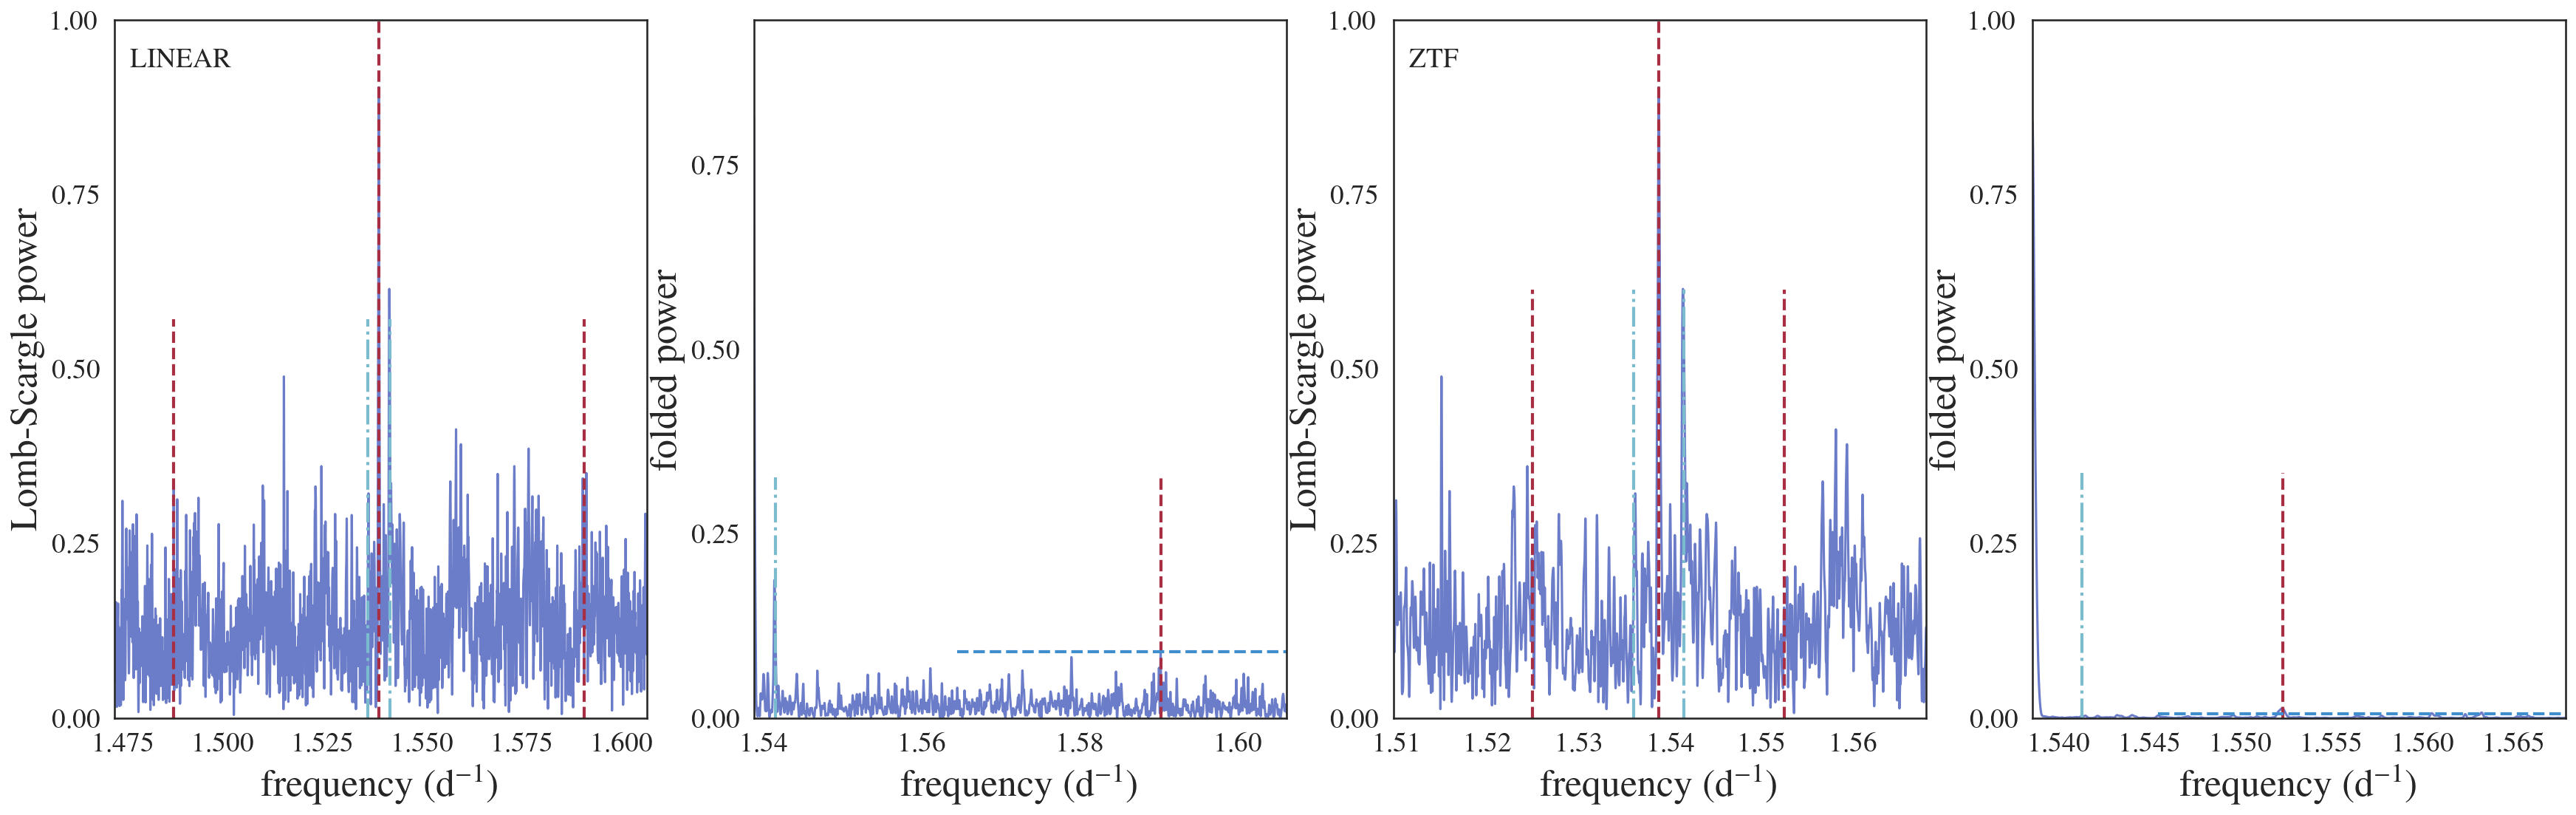 LINEAR
Lomb-Scargle power
1.00
0.75
0.50
0.25
0.00
1.475 1.500 1.525 1.550 1.575 1.600
frequency (d⁻¹)
folded power
0.75
0.50
0.25
0.00
1.54 1.56 1.58 1.60
frequency (d⁻¹)
ZTF
Lomb-Scargle power
1.00
0.75
0.50
0.25
0.00
1.51 1.52 1.53 1.54 1.55 1.56
frequency (d⁻¹)
folded power
1.00
0.75
0.50
0.25
0.00
1.540 1.545 1.550 1.555 1.560 1.565
frequency (d⁻¹)